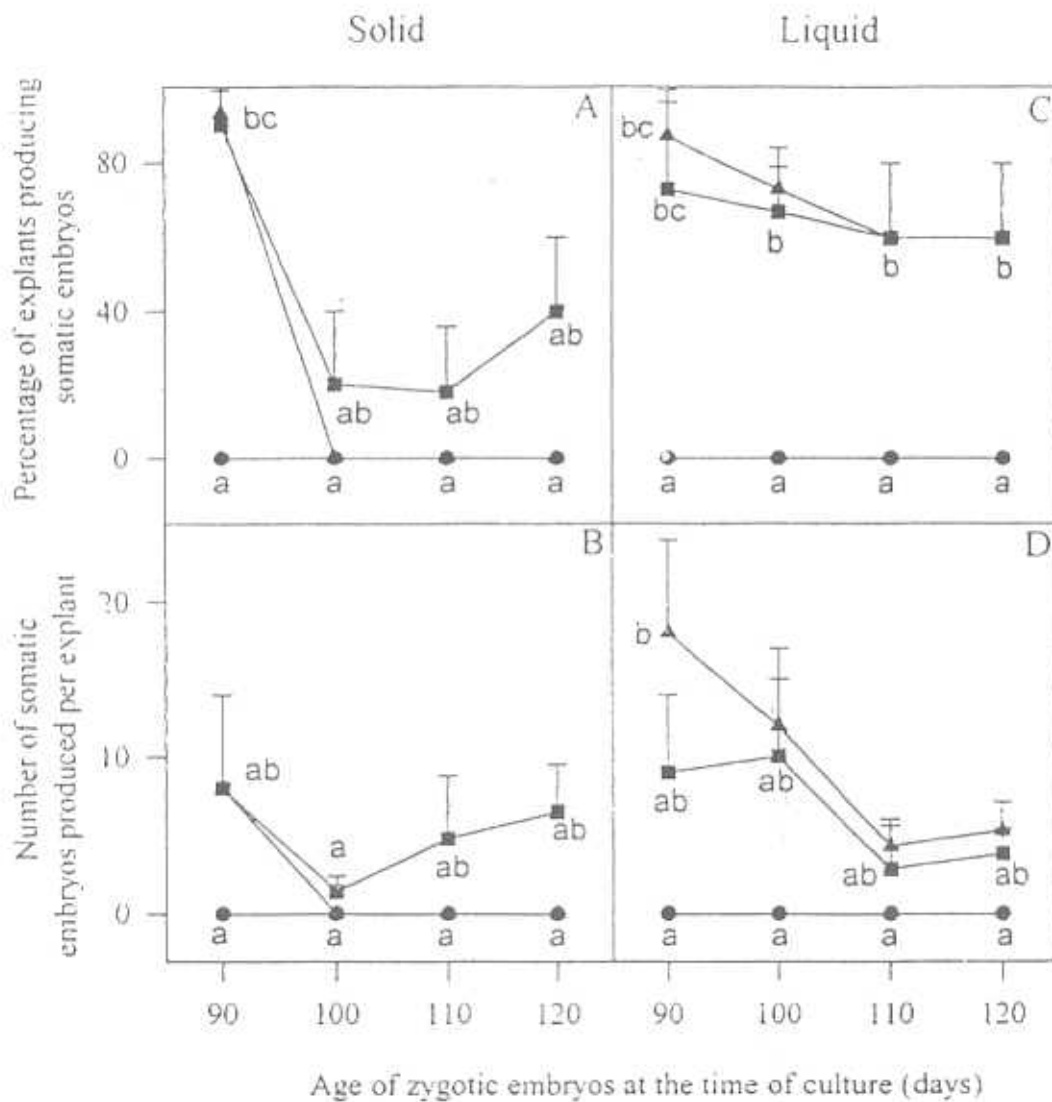 Solid
Liquid
Percentage of explants producing
somatic embryos
80
40
0
A
bc
ab
ab
ab
a
a
a
a
C
bc
bc
b
b
b
a
a
a
a
Number of somatic
embryos produced per explant
20
10
0
B
ab
a
ab
ab
a
a
a
a
D
b
ab
ab
ab
ab
a
a
a
a
90
100
110
120
90
100
110
120
Age of zygotic embryos at the time of culture (days)